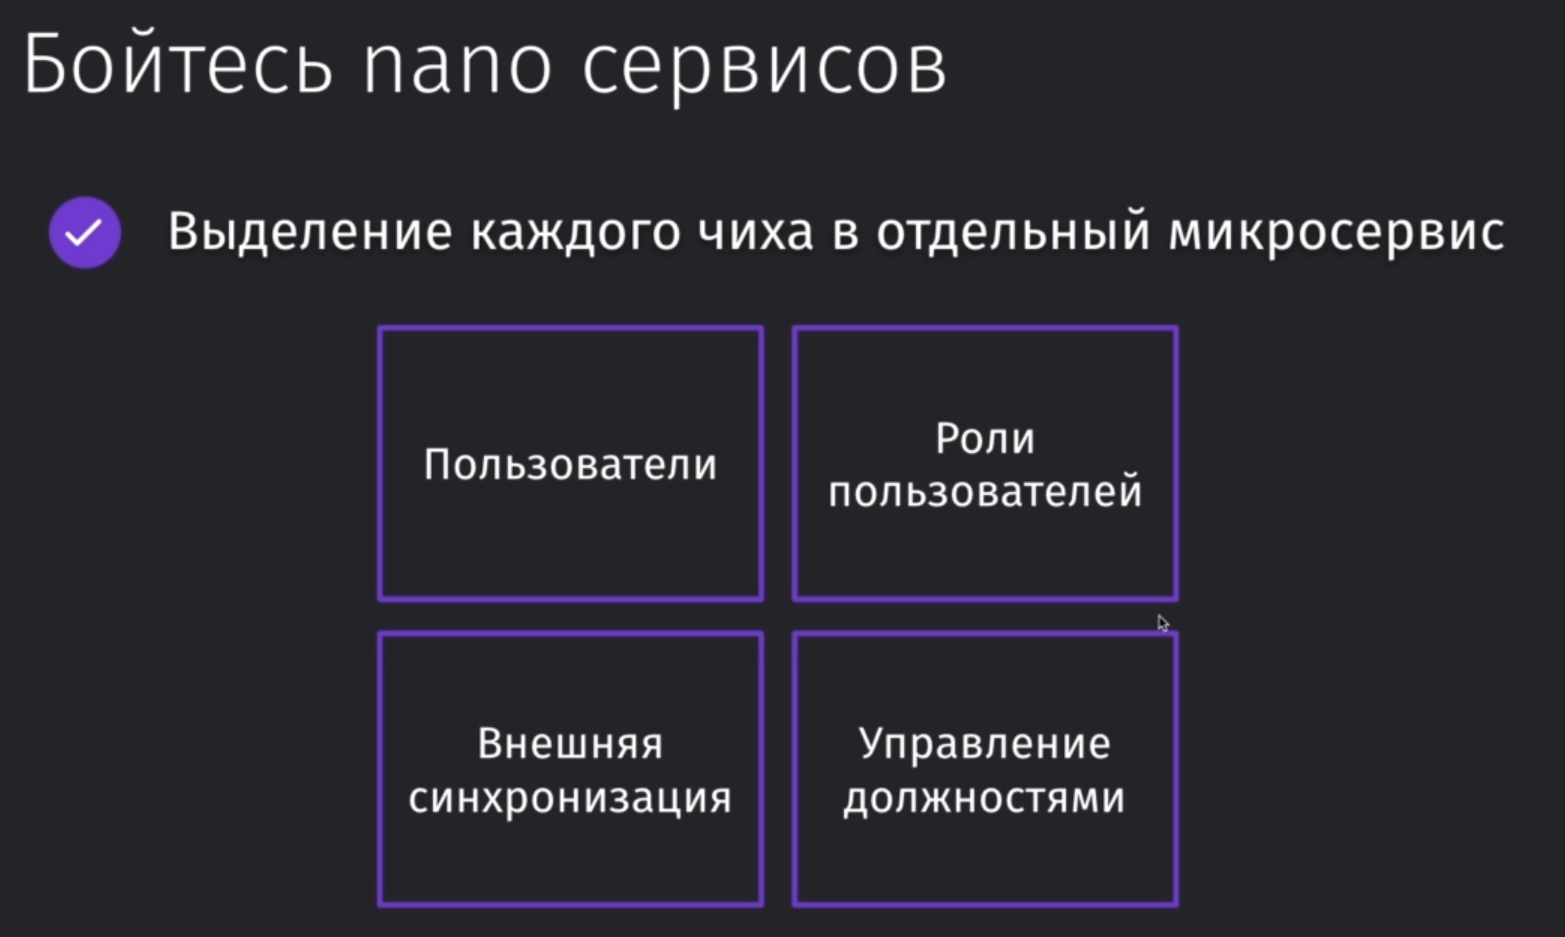 Бойтесь nano сервисов
Выделение каждого чиха в отдельный микросервис
Пользователи
Роли
пользователей
Внешняя
синхронизация
Управление
должностями